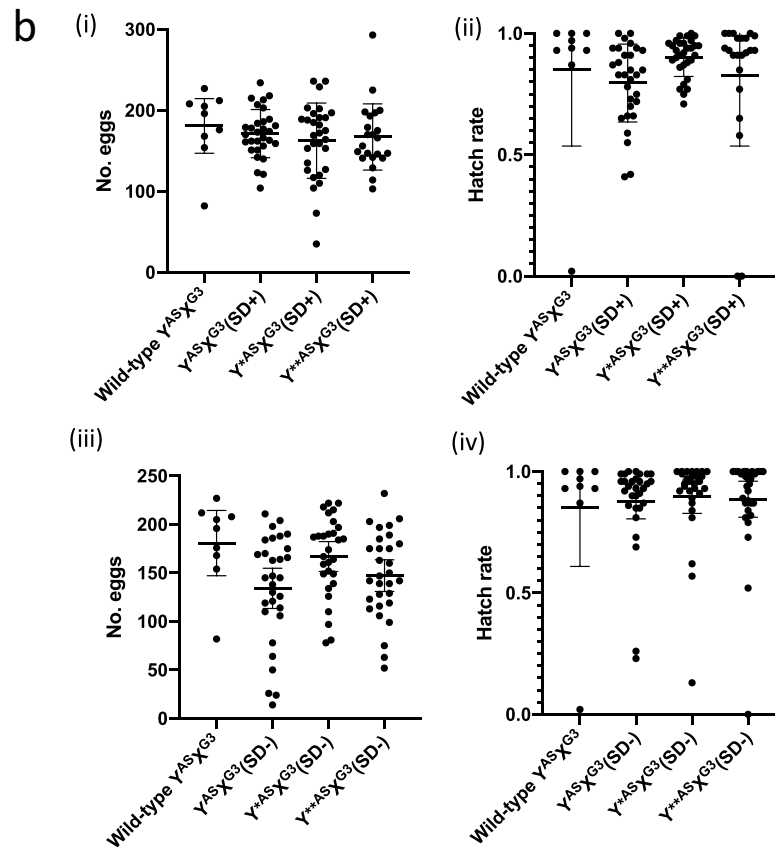 b
(i)
300
200
100
0
No. eggs
Wild-type Y^AS X^G3
Y^AS X^G3(SD+)
Y*^AS X^G3(SD+)
Y**^AS X^G3(SD+)
(ii)
1.0
0.5
0.0
Hatch rate
Wild-type Y^AS X^G3
Y^AS X^G3(SD+)
Y*^AS X^G3(SD+)
Y**^AS X^G3(SD+)
(iii)
250
200
150
100
50
0
No. eggs
Wild-type Y^AS X^G3
Y^AS X^G3(SD-)
Y*^AS X^G3(SD-)
Y**^AS X^G3(SD-)
(iv)
1.0
0.5
0.0
Hatch rate
Wild-type Y^AS X^G3
Y^AS X^G3(SD-)
Y*^AS X^G3(SD-)
Y**^AS X^G3(SD-)